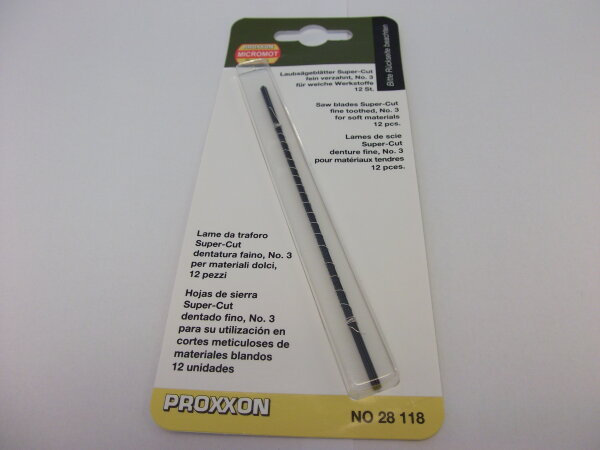 PROXXON
MICROMOT
Bitte Rückseite beachten
Laubsägeblätter Super-Cut
fein verzahnt, No. 3
für weiche Werkstoffe
12 St.
Saw blades Super-Cut
fine toothed, No. 3
for soft materials
12 pcs.
Lames de scie
Super-Cut
denture fine, No. 3
pour matériaux tendres
12 pces.
Lame da traforo
Super-Cut
dentatura faino, No. 3
per materiali dolci,
12 pezzi
Hojas de sierra
Super-Cut
dentado fino, No. 3
para su utilización en
cortes meticuloses de
materiales blandos
12 unidades
PROXXON
NO 28 118